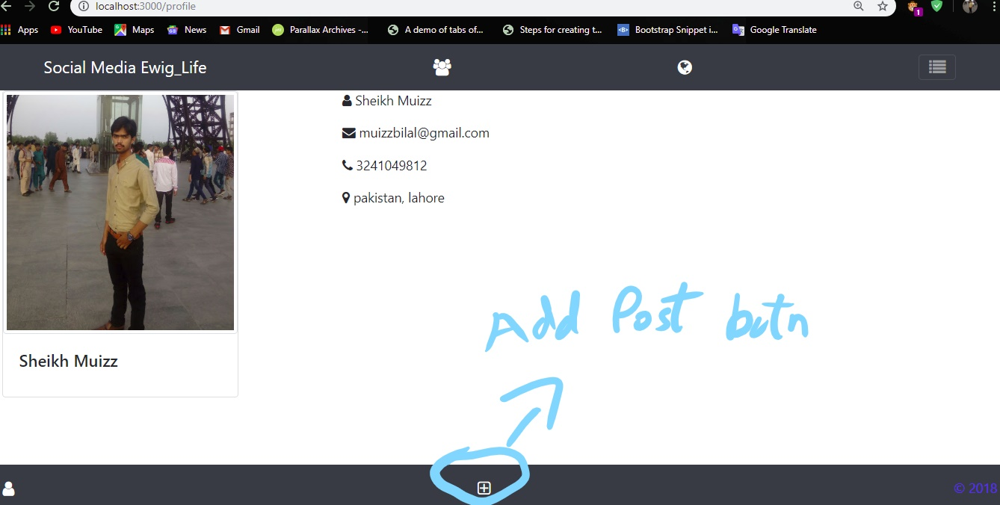 localhost:3000/profile
1
Apps YouTube Maps News Gmail Parallax Archives -... A demo of tabs of... Steps for creating t... Bootstrap Snippet i... Google Translate
Social Media Ewig_Life
Sheikh Muizz
muizzbilal@gmail.com
3241049812
pakistan, lahore
Add Post butn
Sheikh Muizz
© 2018